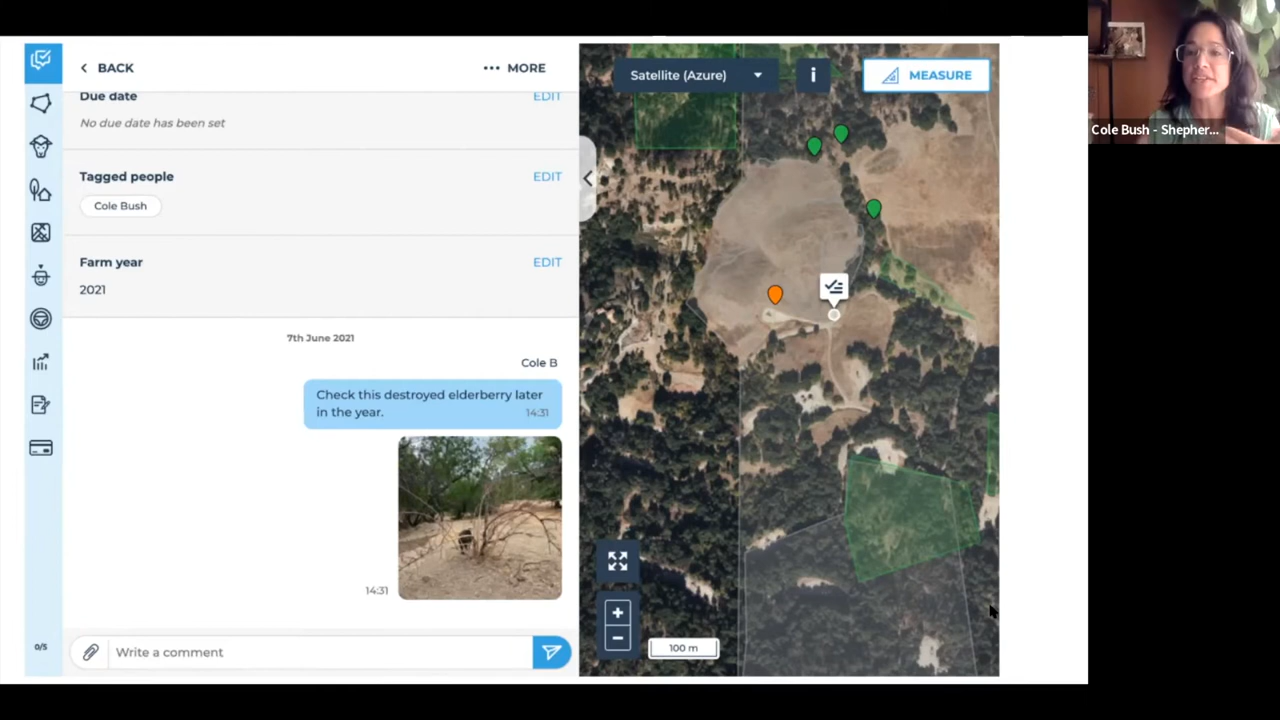 BACK
••• MORE
Due date
EDIT
No due date has been set
Tagged people
EDIT
Cole Bush
Farm year
EDIT
2021
7th June 2021
Cole B
Check this destroyed elderberry later
in the year.
14:31
14:31
0/5
Write a comment
Satellite (Azure)
i
MEASURE
100 m
Cole Bush - Shepher...